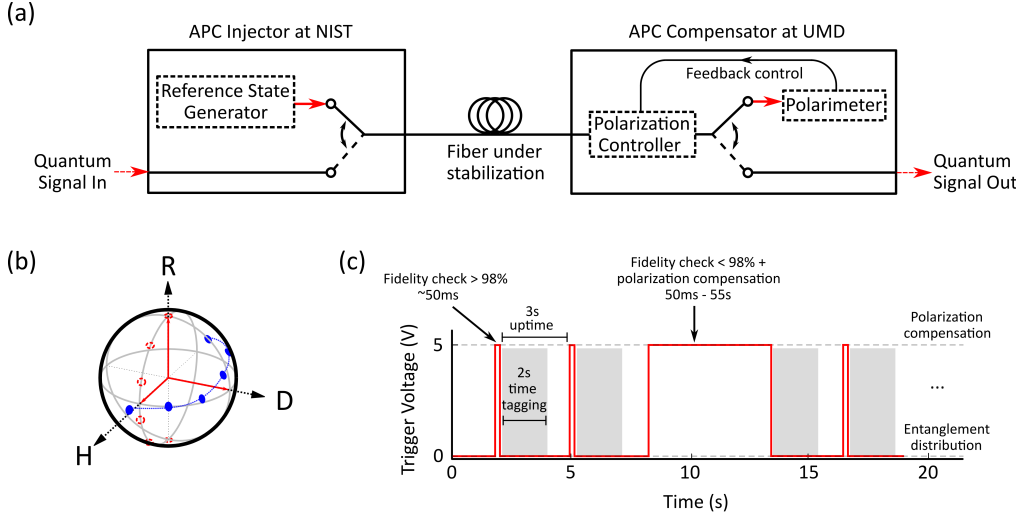 (a)
APC Injector at NIST
APC Compensator at UMD
Reference State
Generator
Feedback control
Polarimeter
Polarization
Controller
Quantum
Signal In
Fiber under
stabilization
Quantum
Signal Out
(b)
R
D
H
(c)
Fidelity check > 98%
~50ms
Fidelity check < 98% +
polarization compensation
50ms - 55s
3s
uptime
Polarization
compensation
2s
time
tagging
...
Entanglement
distribution
Trigger Voltage (V)
5
0
0
5
10
15
20
Time (s)